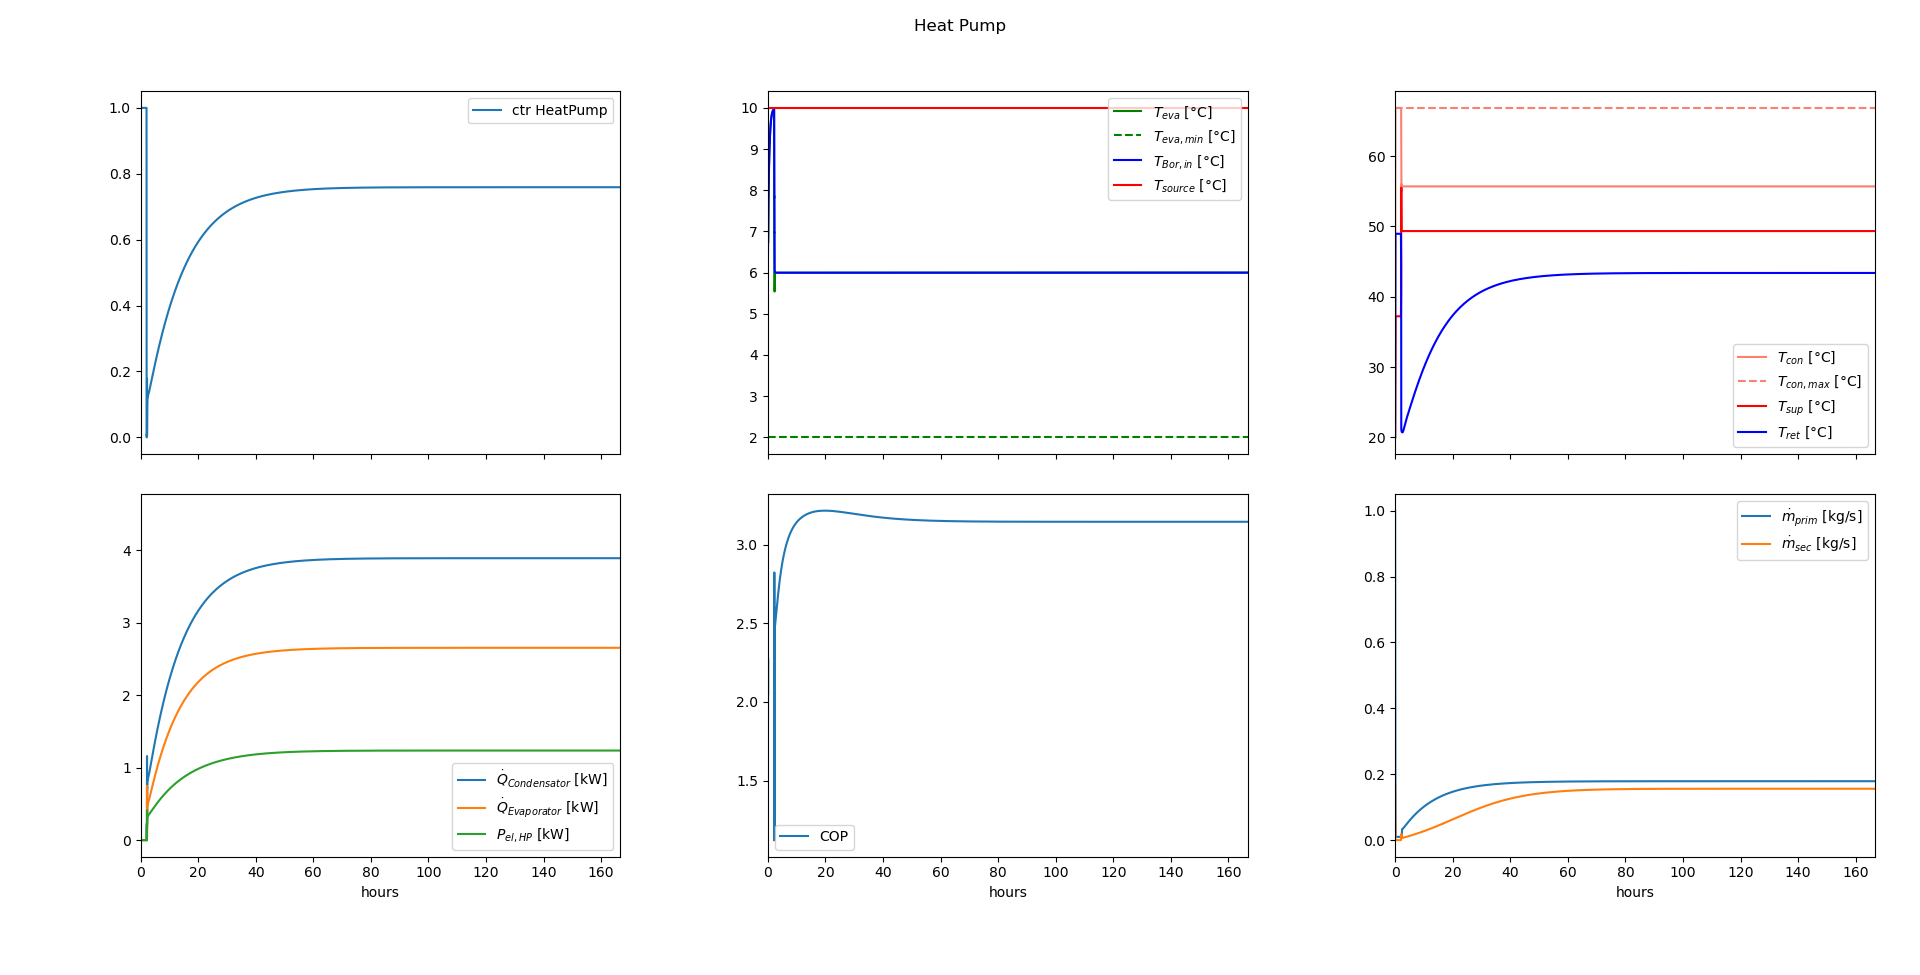 Heat Pump
1.0
0.8
0.6
0.4
0.2
0.0
ctr HeatPump
10
9
8
7
6
5
4
3
2
T_eva [°C]
T_eva,min [°C]
T_Bor,in [°C]
T_source [°C]
60
50
40
30
20
T_con [°C]
T_con,max [°C]
T_sup [°C]
T_ret [°C]
4
3
2
1
0
Q̇_Condensator [kW]
Q̇_Evaporator [kW]
P_el,HP [kW]
0 20 40 60 80 100 120 140 160
hours
3.0
2.5
2.0
1.5
COP
0 20 40 60 80 100 120 140 160
hours
1.0
0.8
0.6
0.4
0.2
0.0
ṁ_prim [kg/s]
ṁ_sec [kg/s]
0 20 40 60 80 100 120 140 160
hours